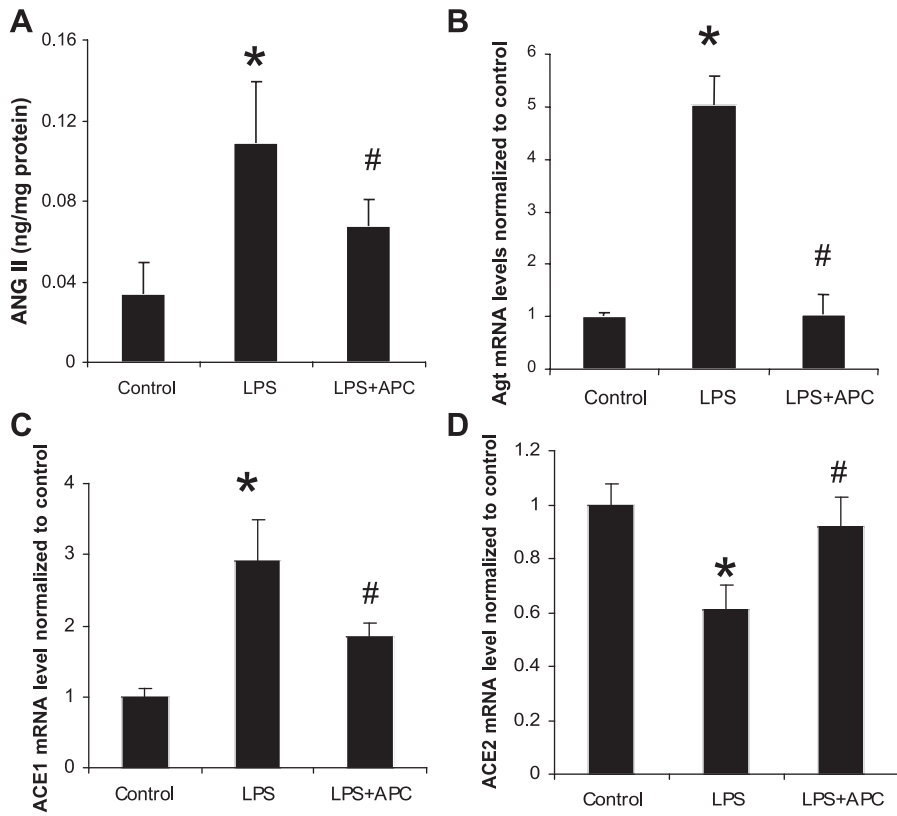 A
ANG II (ng/mg protein)
0.16
0.12
0.08
0.04
0
*
#
Control LPS LPS+APC
B
Agt mRNA levels normalized to control
6
5
4
3
2
1
0
*
#
Control LPS LPS+APC
C
ACE1 mRNA level normalized to control
4
3
2
1
0
*
#
Control LPS LPS+APC
D
ACE2 mRNA level normalized to control
1.2
1
0.8
0.6
0.4
0.2
0
*
#
Control LPS LPS+APC